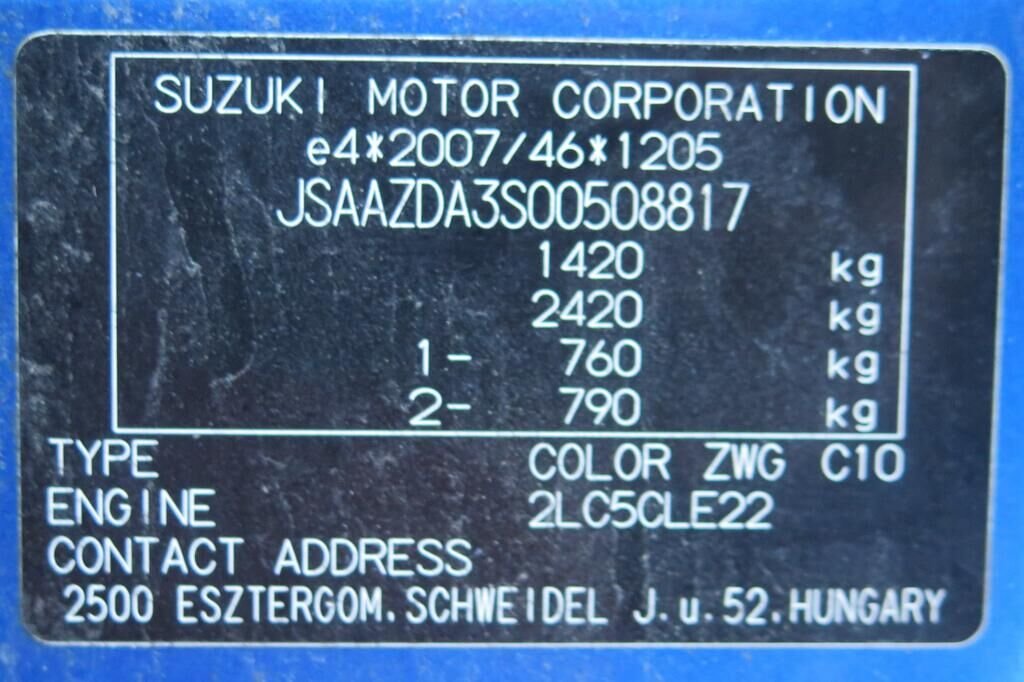 SUZUKI MOTOR CORPORATION
e4*2007/46*1205
JSAAZDA3S00508817
1420 kg
2420 kg
1- 760 kg
2- 790 kg
TYPE COLOR ZWG C10
ENGINE 2LC5CLE22
CONTACT ADDRESS
2500 ESZTERGOM. SCHWEIDEL J. u. 52. HUNGARY